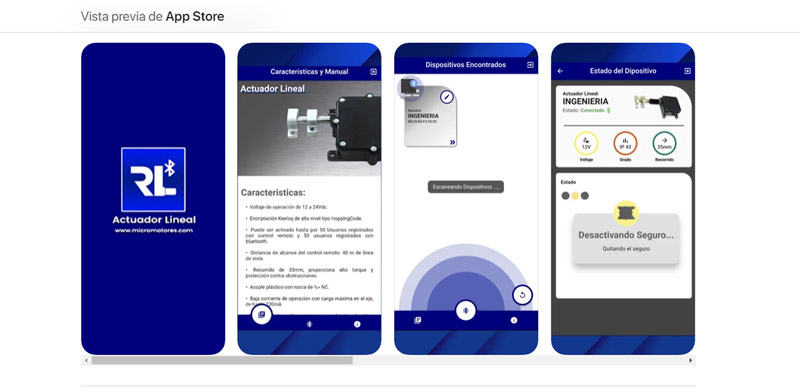 Vista previa de App Store
RL
Actuador Lineal
www.micromotores.com
Caracteristicas y Manual
Actuador Lineal
Caracteristicas:
• Voltaje de operación de 12 a 24Vdc.
• Encriptación Keeloq de alto nivel tipo HoppingCode.
• Puede ser activado hasta por 50 Usuarios registrados
con control remoto y 50 usuarios registrados con
bluetooth.
• Distancia de alcance del control remoto: 40 m de línea
de vista.
• Recorrido de 35mm, proporciona alto torque y
protección contra obstrucciones.
• Acople plástico con rosca de ½» NC.
• Baja corriente de operación con carga máxima en el eje,
Dispositivos Encontrados
Nombre
INGENIERIA
Escaneando Dispositivos ...
Estado del Dipositivo
Actuador Lineal:
INGENIERIA
Estado: Conectado
12V
IP 43
35mm
Voltaje
Grado
Recorrido
Estado
Desactivando Seguro...
Quitando el seguro